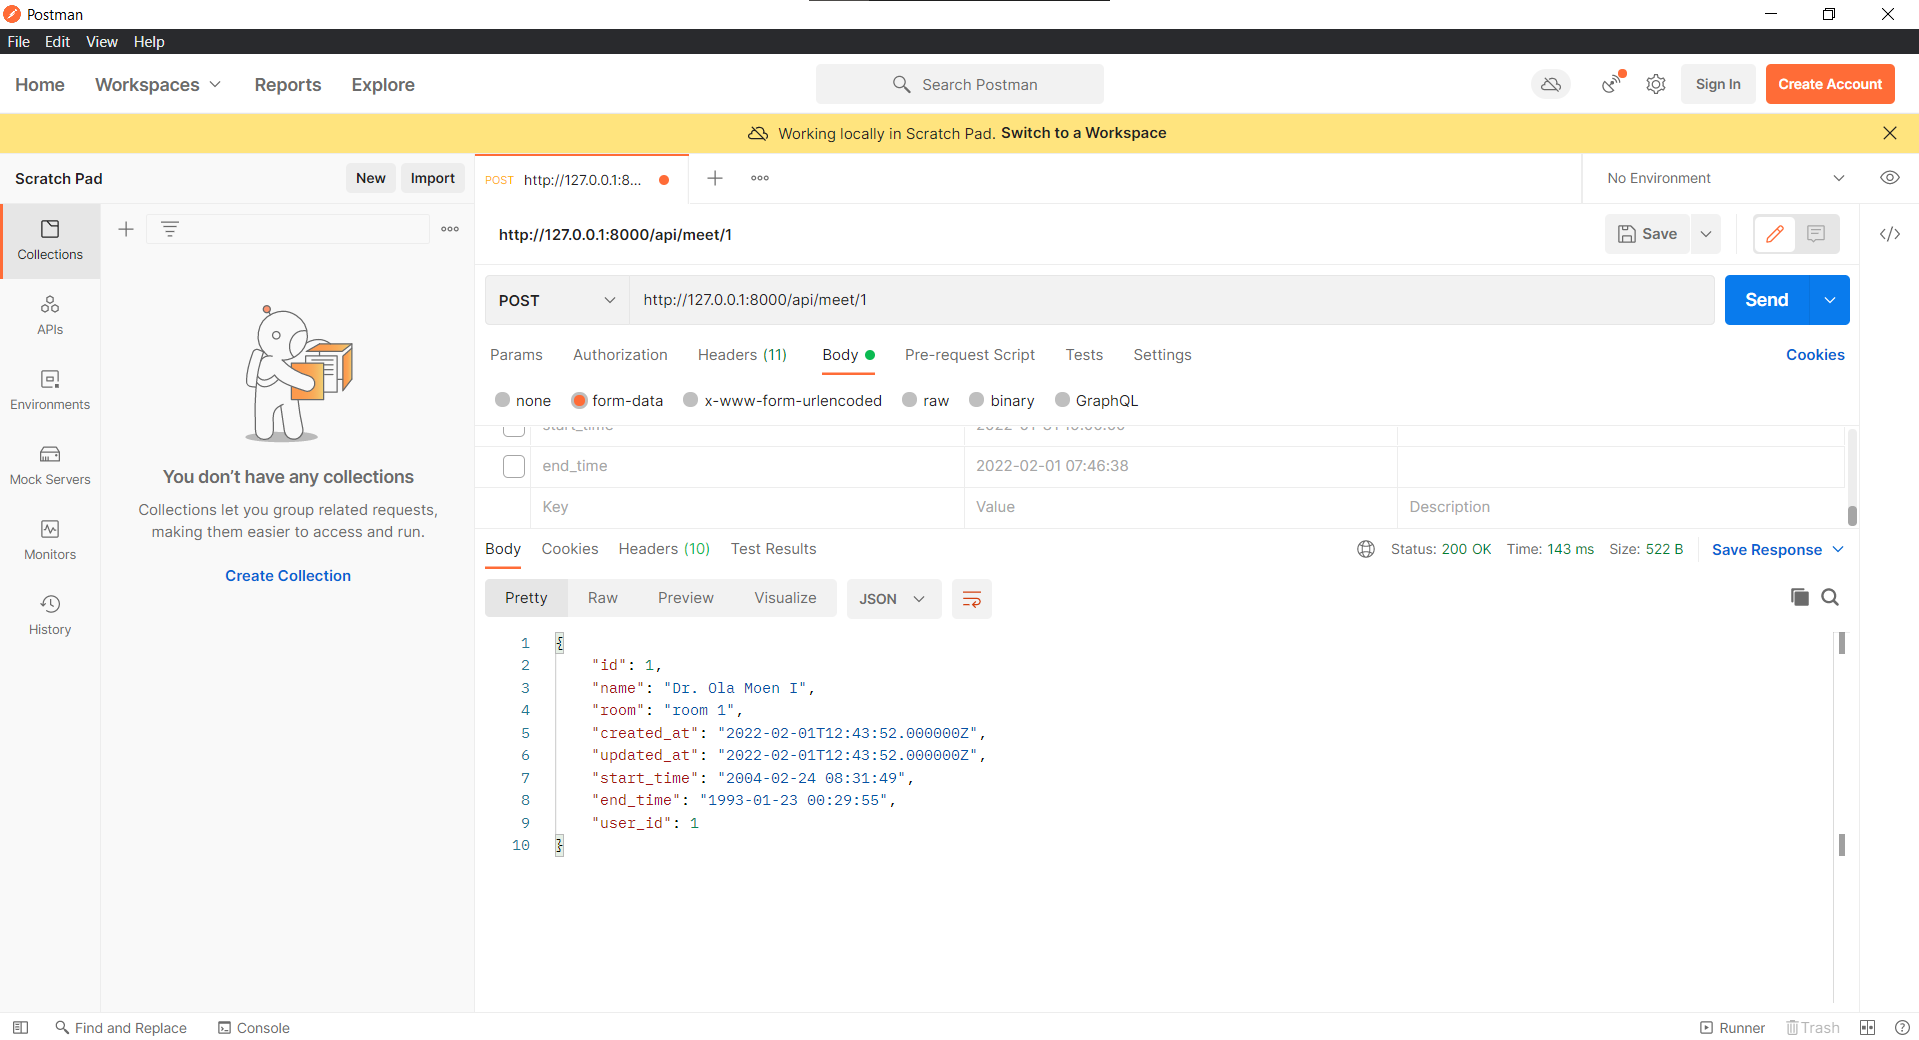 Postman
File Edit View Help
Home Workspaces Reports Explore
Search Postman
Sign In Create Account
Working locally in Scratch Pad. Switch to a Workspace
Scratch Pad New Import
POST http://127.0.0.1:8...
No Environment
Collections
APIs
Environments
Mock Servers
Monitors
History
You don’t have any collections
Collections let you group related requests,
making them easier to access and run.
Create Collection
http://127.0.0.1:8000/api/meet/1
Save
POST http://127.0.0.1:8000/api/meet/1 Send
Params Authorization Headers (11) Body Pre-request Script Tests Settings Cookies
none form-data x-www-form-urlencoded raw binary GraphQL
start_time
end_time 2022-02-01 07:46:38
Key Value Description
Body Cookies Headers (10) Test Results Status: 200 OK Time: 143 ms Size: 522 B Save Response
Pretty Raw Preview Visualize JSON
1 {
2 "id": 1,
3 "name": "Dr. Ola Moen I",
4 "room": "room 1",
5 "created_at": "2022-02-01T12:43:52.000000Z",
6 "updated_at": "2022-02-01T12:43:52.000000Z",
7 "start_time": "2004-02-24 08:31:49",
8 "end_time": "1993-01-23 00:29:55",
9 "user_id": 1
10 }
Find and Replace Console Runner Trash